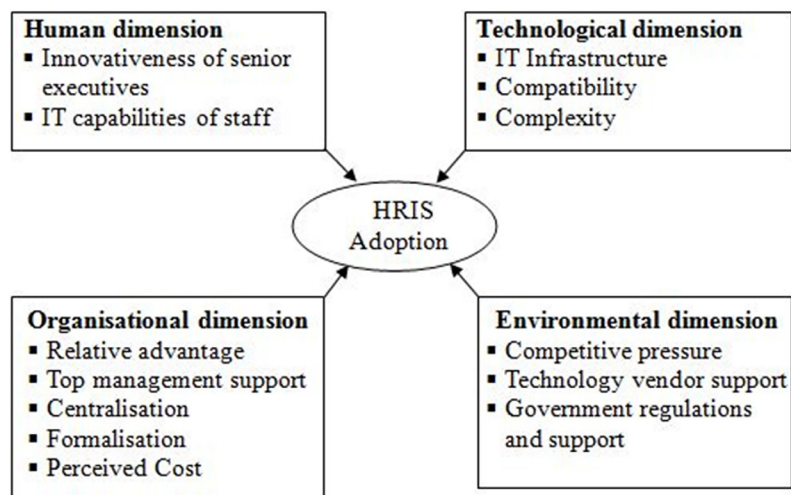 Human dimension
▪ Innovativeness of senior
executives
▪ IT capabilities of staff
Technological dimension
▪ IT Infrastructure
▪ Compatibility
▪ Complexity
HRIS
Adoption
Organisational dimension
▪ Relative advantage
▪ Top management support
▪ Centralisation
▪ Formalisation
▪ Perceived Cost
Environmental dimension
▪ Competitive pressure
▪ Technology vendor support
▪ Government regulations
and support